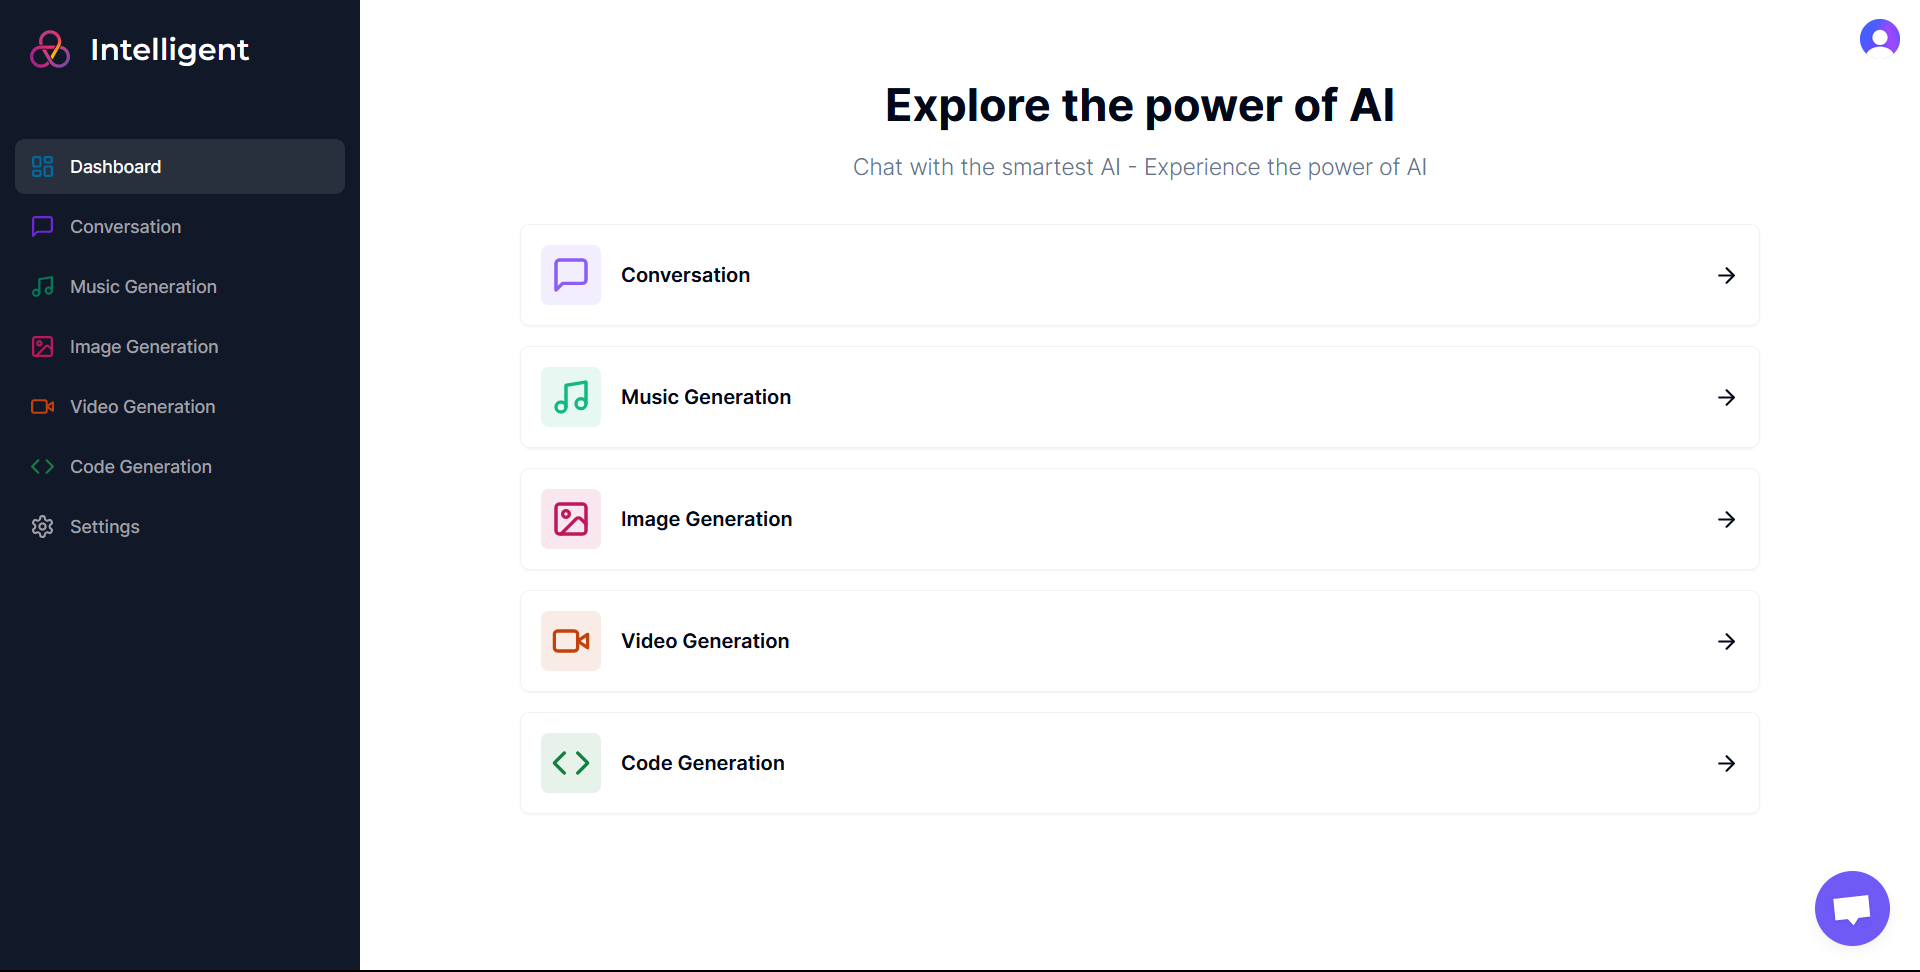 Intelligent
Dashboard
Conversation
Music Generation
Image Generation
Video Generation
Code Generation
Settings
Explore the power of AI
Chat with the smartest AI - Experience the power of AI
Conversation
Music Generation
Image Generation
Video Generation
Code Generation